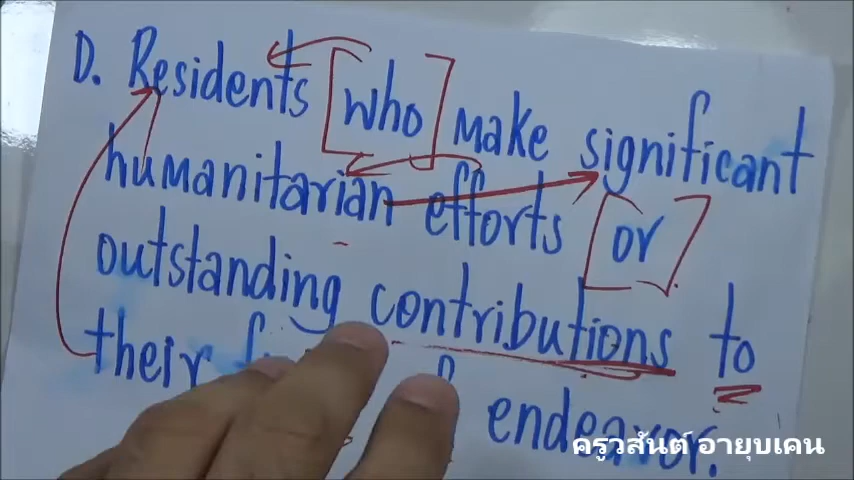 D. Residents [who] make significant
humanitarian efforts [or]
outstanding contributions to
their
endeavor.
ครูวสันต์ อายุบเคน